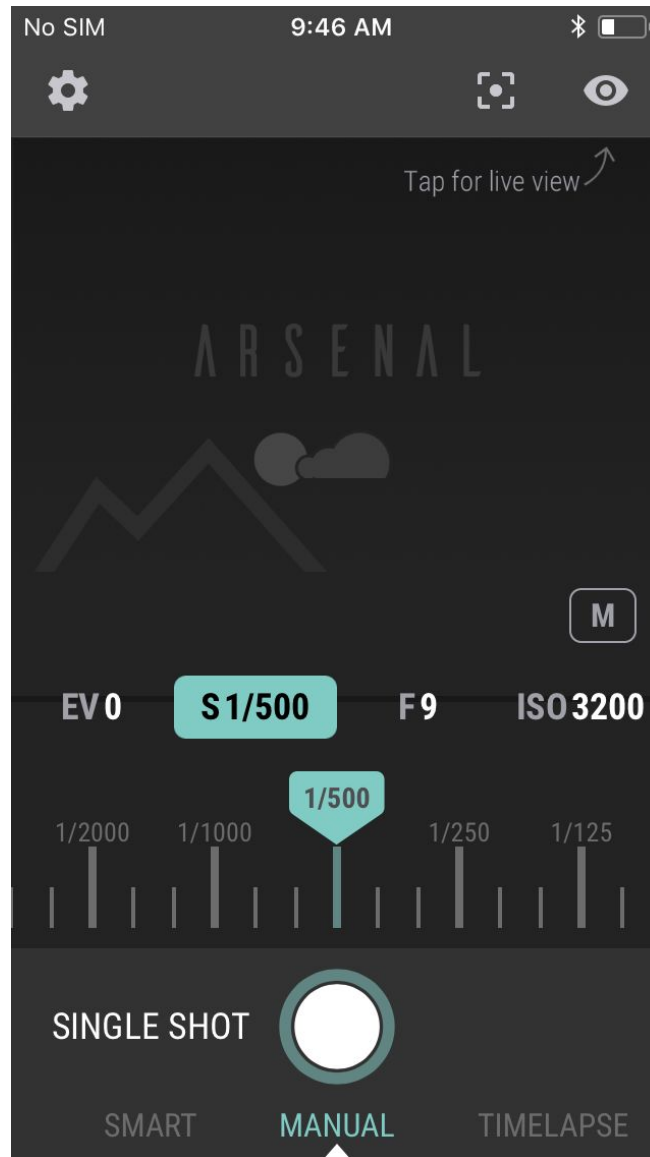 No SIM 9:46 AM
Tap for live view
ARSENAL
M
EV 0 S 1/500 F 9 ISO 3200
1/500
1/2000 1/1000 1/250 1/125
SINGLE SHOT
SMART MANUAL TIMELAPSE